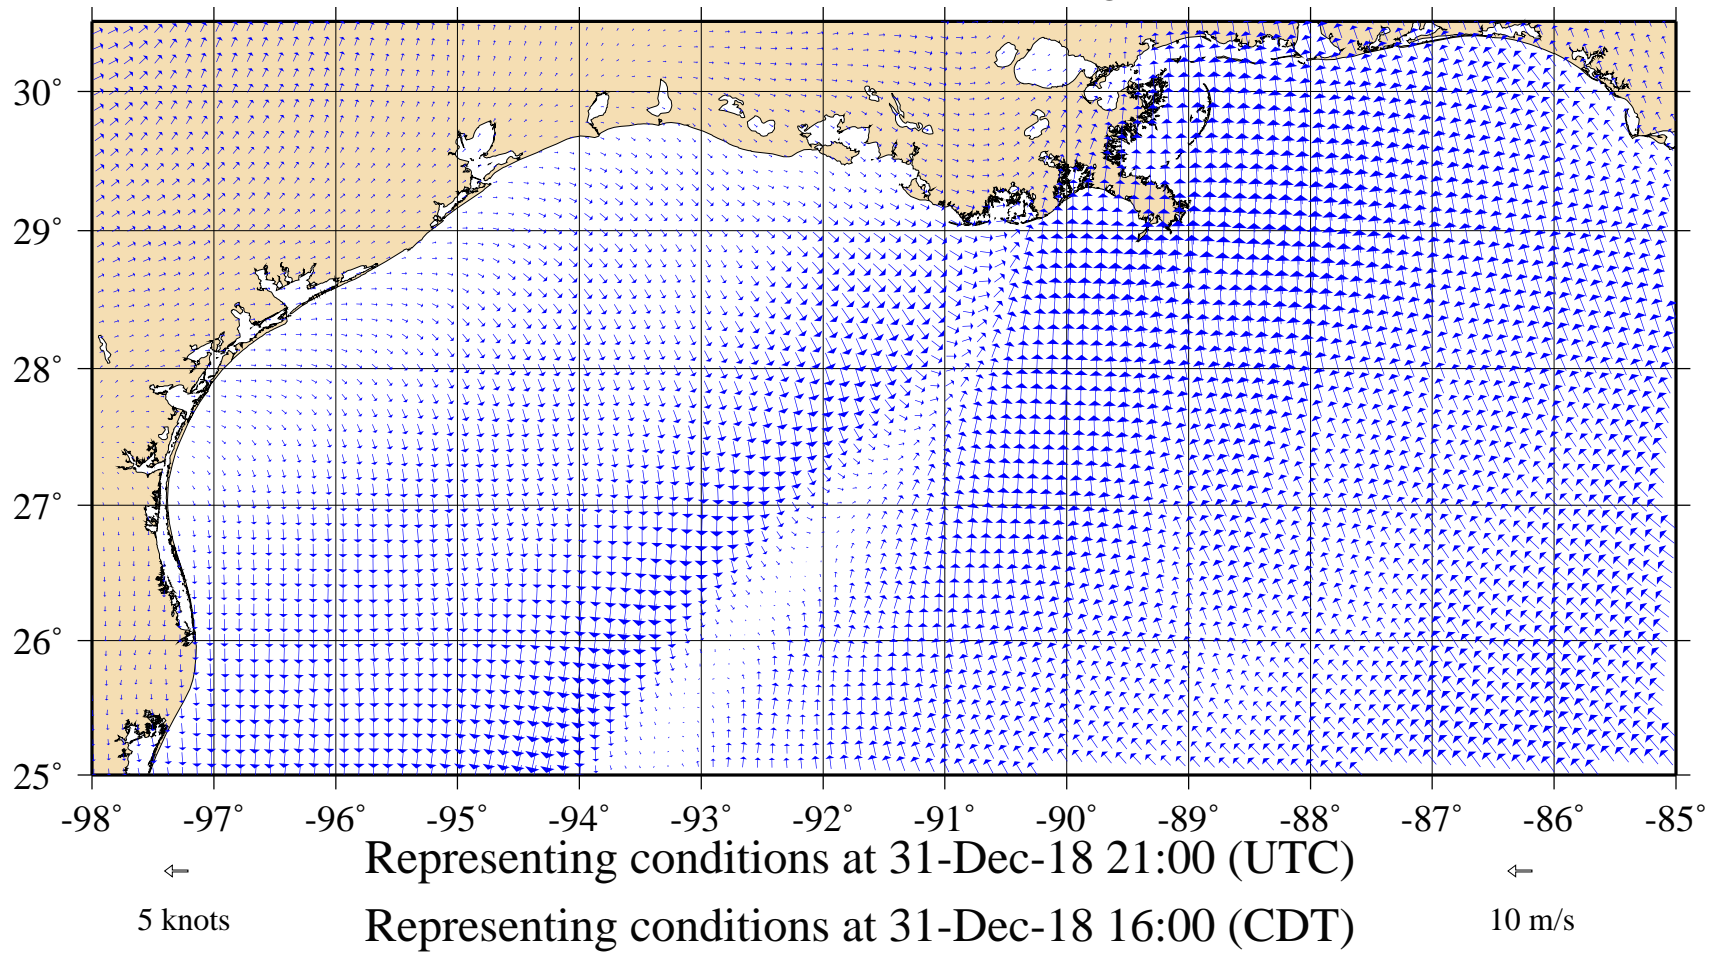 30°
29°
28°
27°
26°
25°
-98° -97° -96° -95° -94° -93° -92° -91° -90° -89° -88° -87° -86° -85°
Representing conditions at 31-Dec-18 21:00 (UTC)
5 knots
Representing conditions at 31-Dec-18 16:00 (CDT)
10 m/s